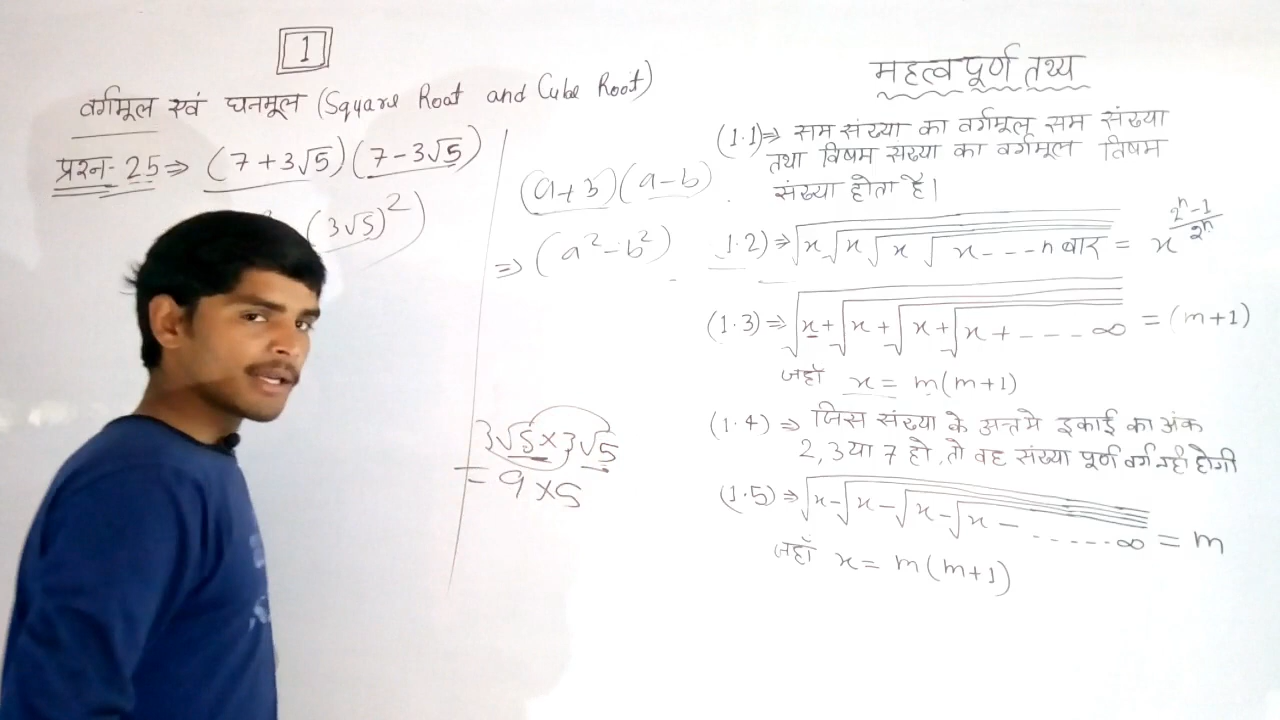 1
वर्गमूल एवं घनमूल (Square Root and Cube Root)
प्रश्न- 25 ⇒ (7+3√5)(7-3√5)
(3√5)²)
(a+b)(a-b)
⇒ (a²-b²)
3√5×3√5
= 9×5
महत्वपूर्ण तथ्य
(1.1)⇒ सम संख्या का वर्गमूल सम संख्या
तथा विषम संख्या का वर्गमूल विषम
संख्या होता है।
1.2)⇒ √x√x√x√x---n बार = x^(2ⁿ-1)/2ⁿ
(1.3)⇒ √x+√x+√x+√x+----∞ = (m+1)
जहाँ x = m(m+1)
(1.4)⇒ जिस संख्या के अन्तमे इकाई का अंक
2, 3 या 7 हो, तो वह संख्या पूर्ण वर्ग नही होगी
(1.5)⇒ √x-√x-√x-√x-......∞ = m
जहाँ x = m(m+1)